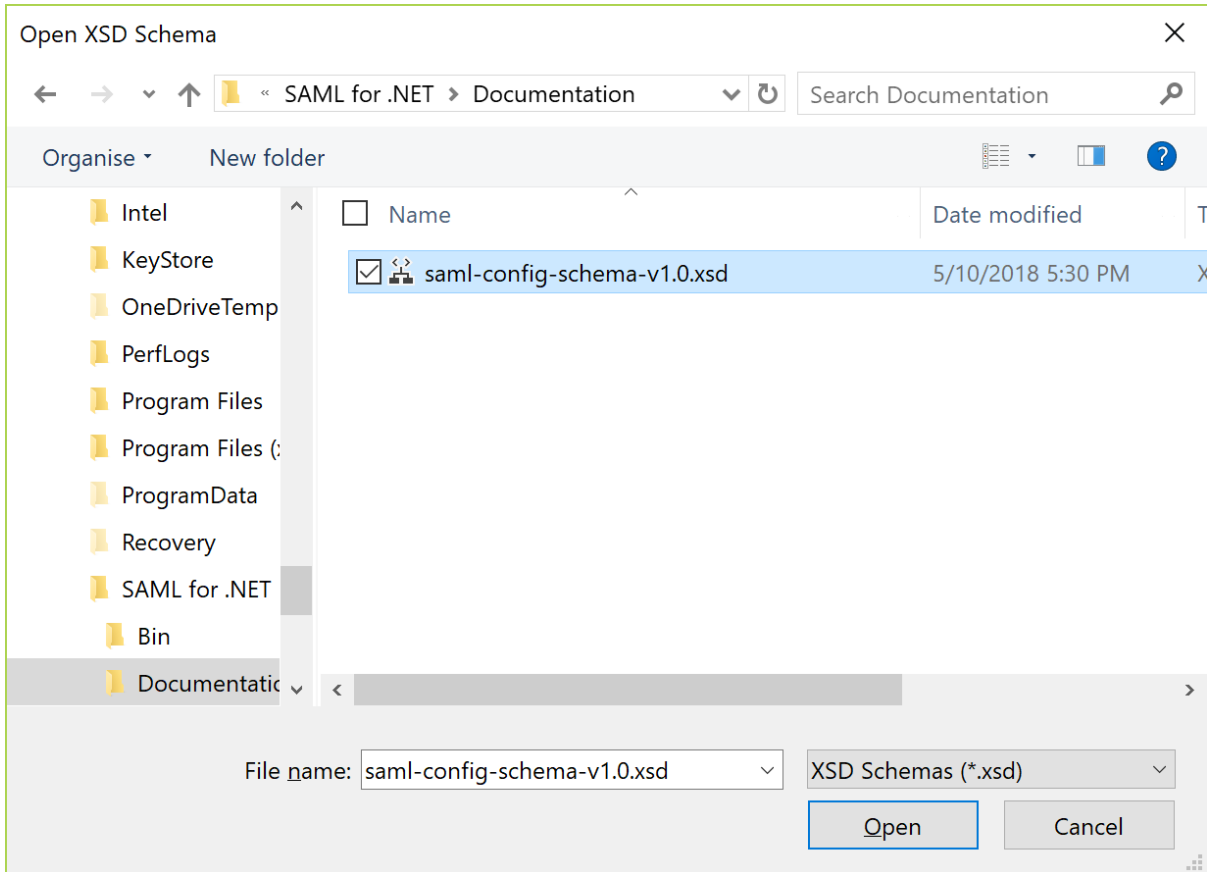 Open XSD Schema
« SAML for .NET > Documentation
Search Documentation
Organise
New folder
?
Intel
KeyStore
OneDriveTemp
PerfLogs
Program Files
Program Files (
ProgramData
Recovery
SAML for .NET
Bin
Documentatic
Name
Date modified
T
saml-config-schema-v1.0.xsd
5/10/2018 5:30 PM
X
File name:
saml-config-schema-v1.0.xsd
XSD Schemas (*.xsd)
Open
Cancel